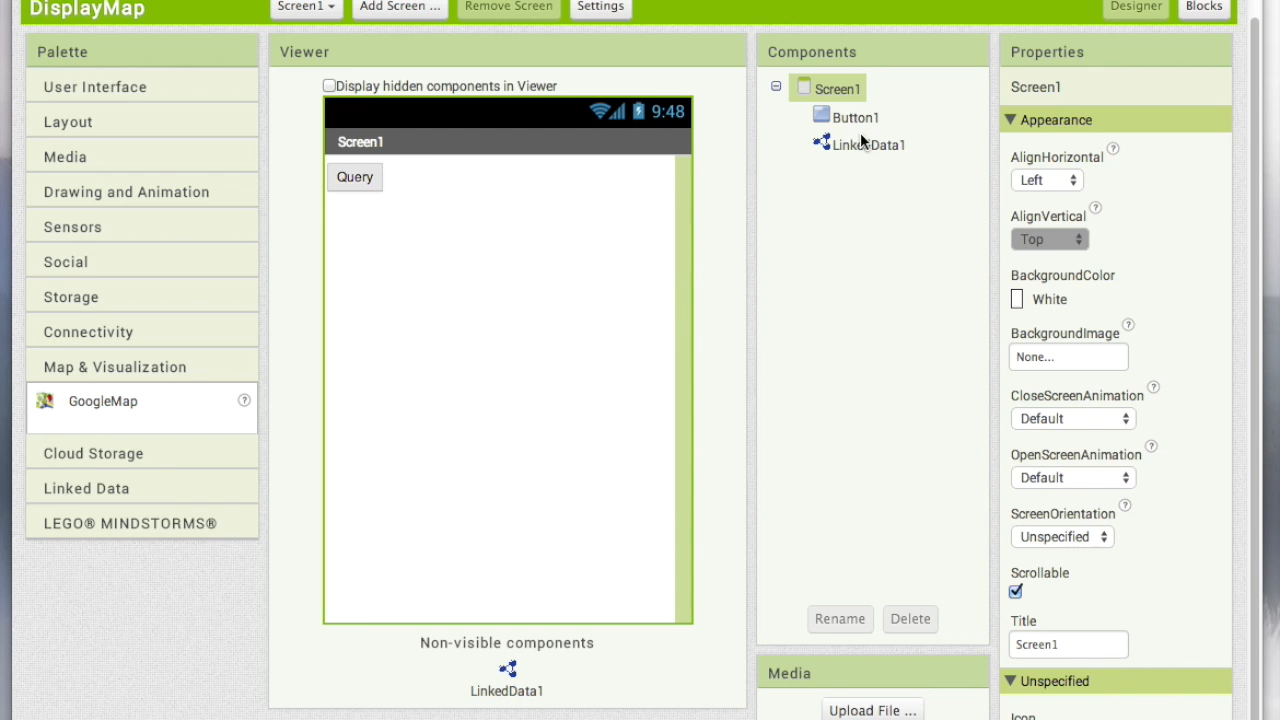 DisplayMap
Screen1
Add Screen ...
Remove Screen
Settings
Designer
Blocks
Palette
User Interface
Layout
Media
Drawing and Animation
Sensors
Social
Storage
Connectivity
Map & Visualization
GoogleMap
?
Cloud Storage
Linked Data
LEGO® MINDSTORMS®
Viewer
Display hidden components in Viewer
9:48
Screen1
Query
Non-visible components
LinkedData1
Components
Screen1
Button1
LinkedData1
Rename
Delete
Media
Upload File ...
Properties
Screen1
Appearance
AlignHorizontal ?
Left
AlignVertical ?
Top
BackgroundColor
White
BackgroundImage ?
None...
CloseScreenAnimation ?
Default
OpenScreenAnimation ?
Default
ScreenOrientation ?
Unspecified
Scrollable
Title
Screen1
Unspecified
Icon